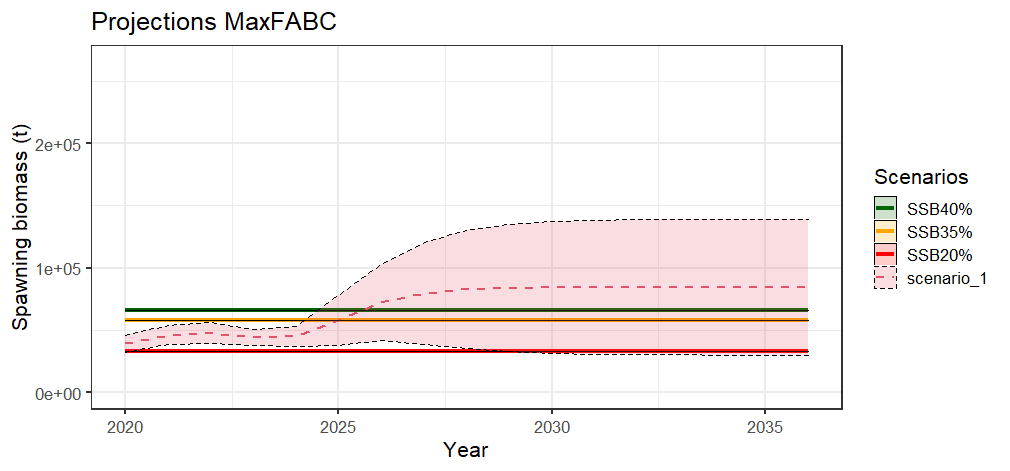 Projections MaxFABC
Spawning biomass (t)
2e+05
1e+05
0e+00
2020
2025
2030
2035
Year
Scenarios
SSB40%
SSB35%
SSB20%
scenario_1